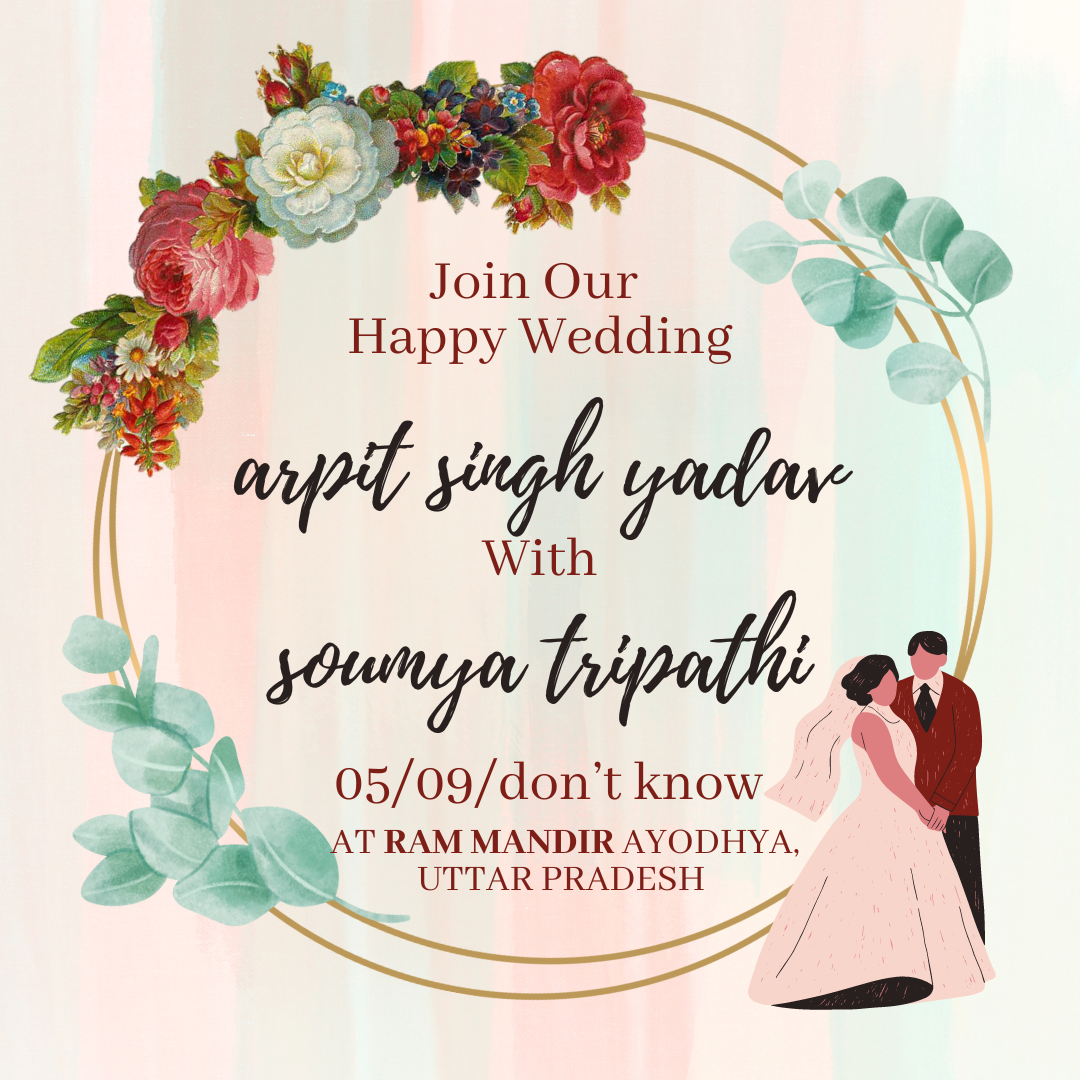 Join Our
Happy Wedding
arpit singh yadav
With
soumya tripathi
05/09/don't know
AT RAM MANDIR AYODHYA,
UTTAR PRADESH